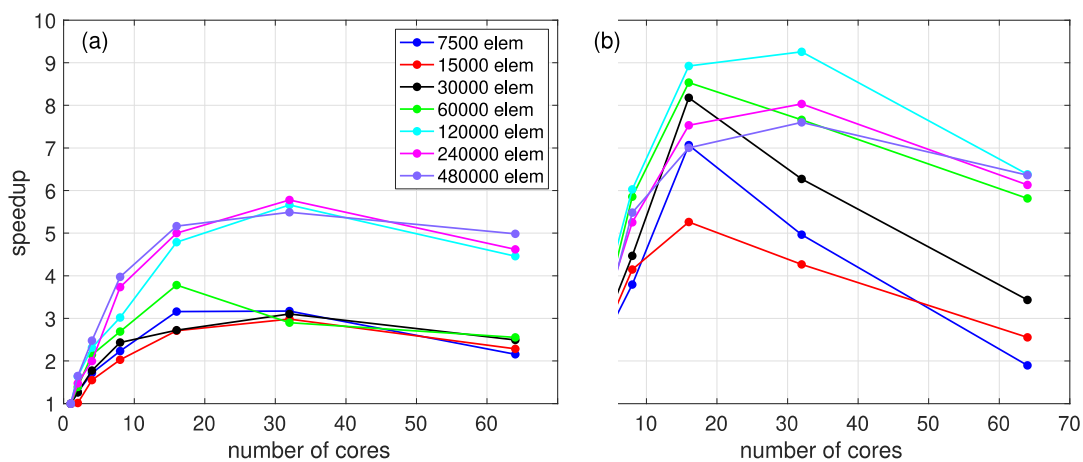 (a)
(b)
7500 elem
15000 elem
30000 elem
60000 elem
120000 elem
240000 elem
480000 elem
speedup
10
9
8
7
6
5
4
3
2
1
0 10 20 30 40 50 60
10 20 30 40 50 60 70
number of cores
number of cores